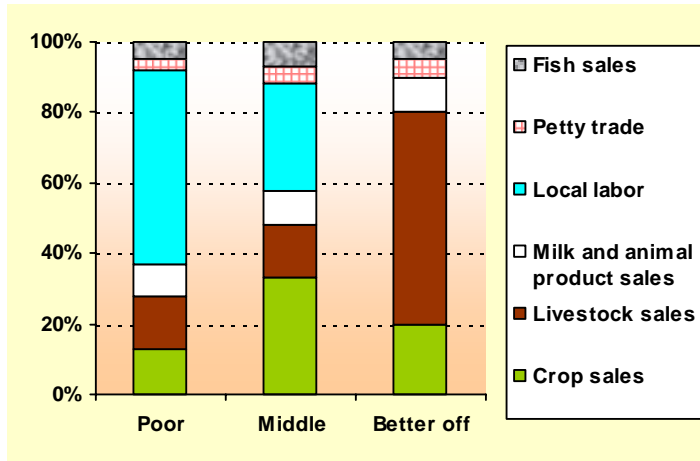 100%
80%
60%
40%
20%
0%
Poor
Middle
Better off
Fish sales
Petty trade
Local labor
Milk and animal
product sales
Livestock sales
Crop sales